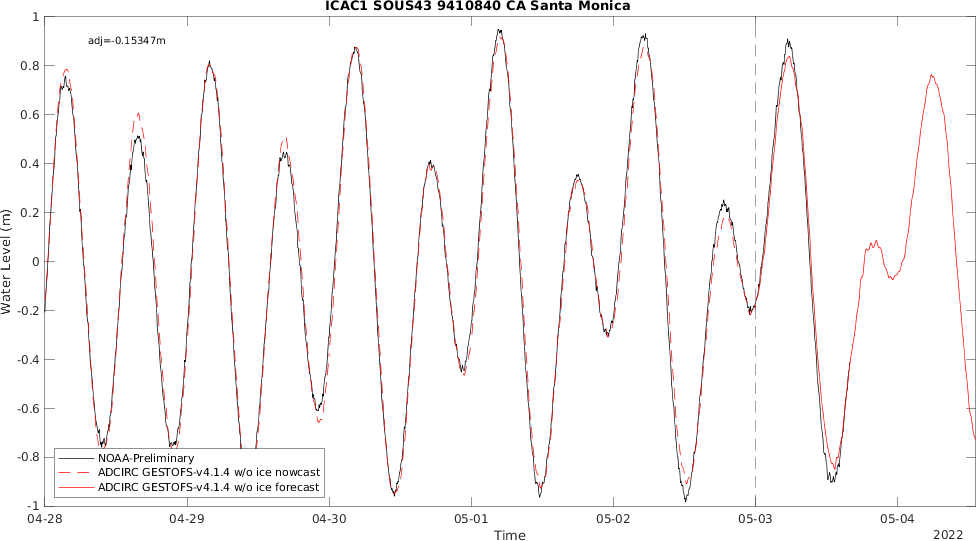 ICAC1 SOUS43 9410840 CA Santa Monica
adj=-0.15347m
1
0.8
0.6
0.4
0.2
0
-0.2
-0.4
-0.6
-0.8
-1
Water Level (m)
NOAA-Preliminary
ADCIRC GESTOFS-v4.1.4 w/o ice nowcast
ADCIRC GESTOFS-v4.1.4 w/o ice forecast
04-28 04-29 04-30 05-01 05-02 05-03 05-04
Time
2022